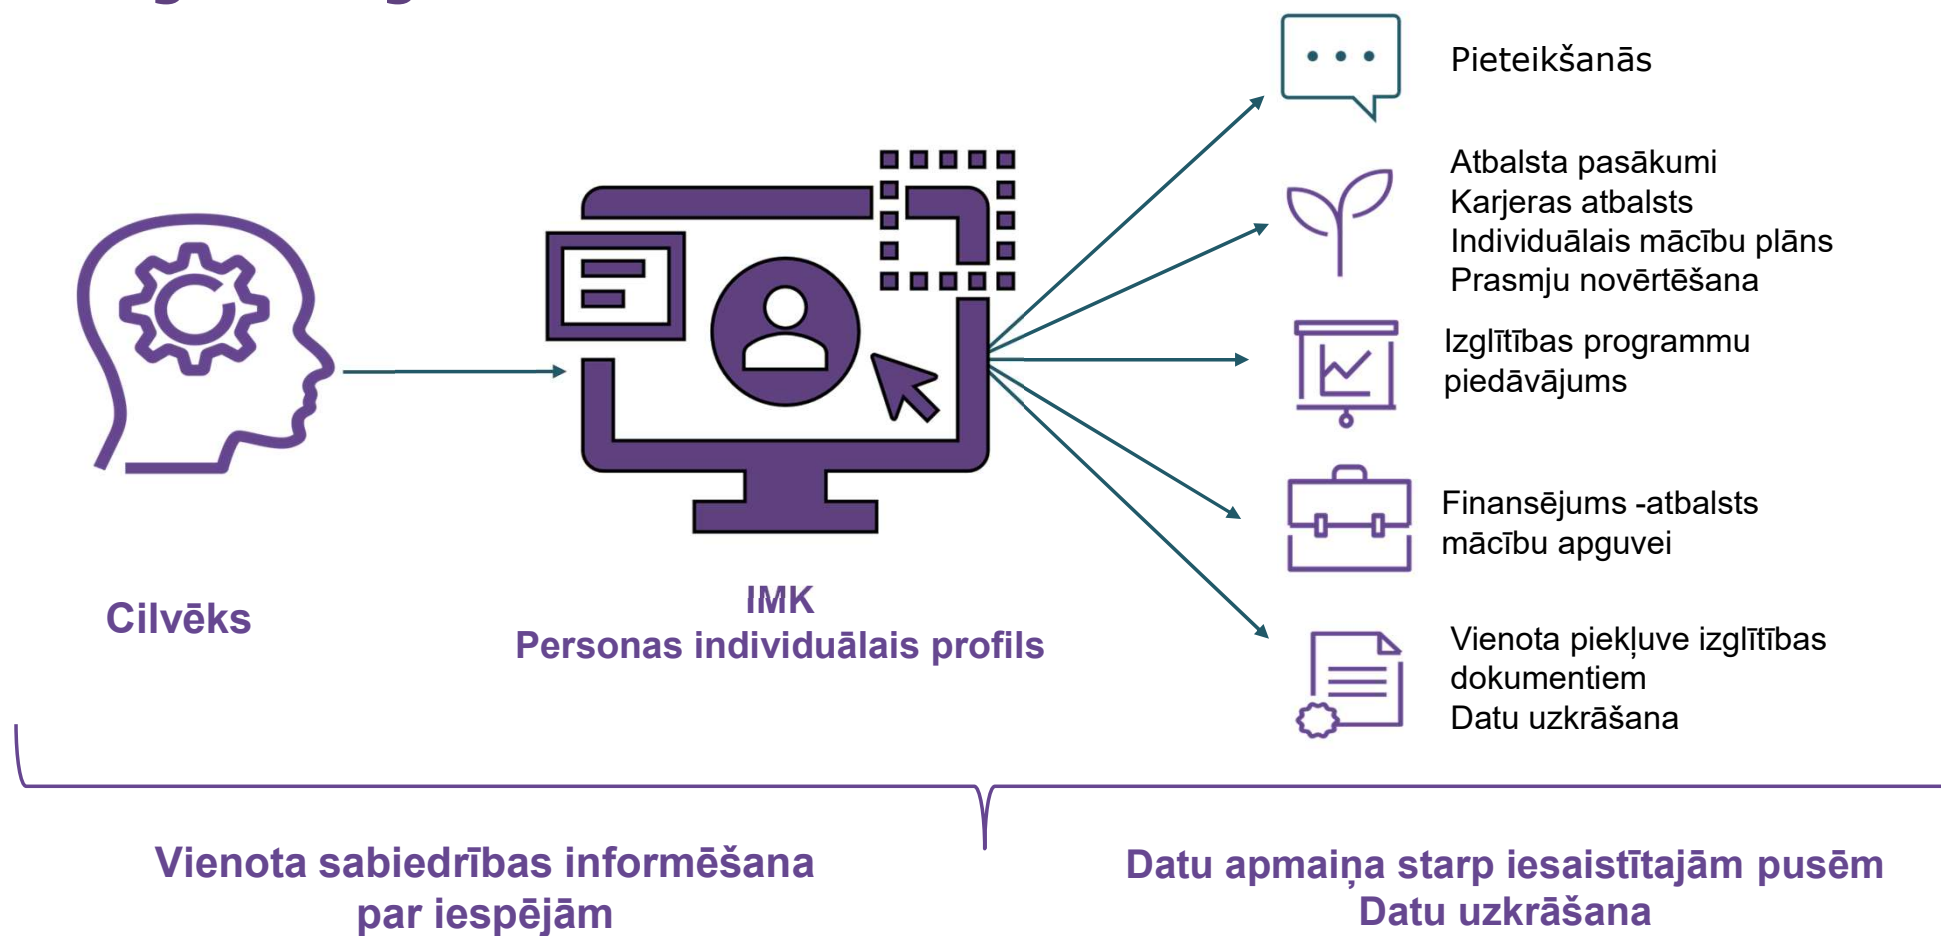 Pieteikšanās
Atbalsta pasākumi
Karjeras atbalsts
Individuālais mācību plāns
Prasmju novērtēšana
Izglītības programmu
piedāvājums
Finansējums -atbalsts
mācību apguvei
Vienota piekļuve izglītības
dokumentiem
Datu uzkrāšana
Cilvēks
IMK
Personas individuālais profils
Vienota sabiedrības informēšana
par iespējām
Datu apmaiņa starp iesaistītajām pusēm
Datu uzkrāšana